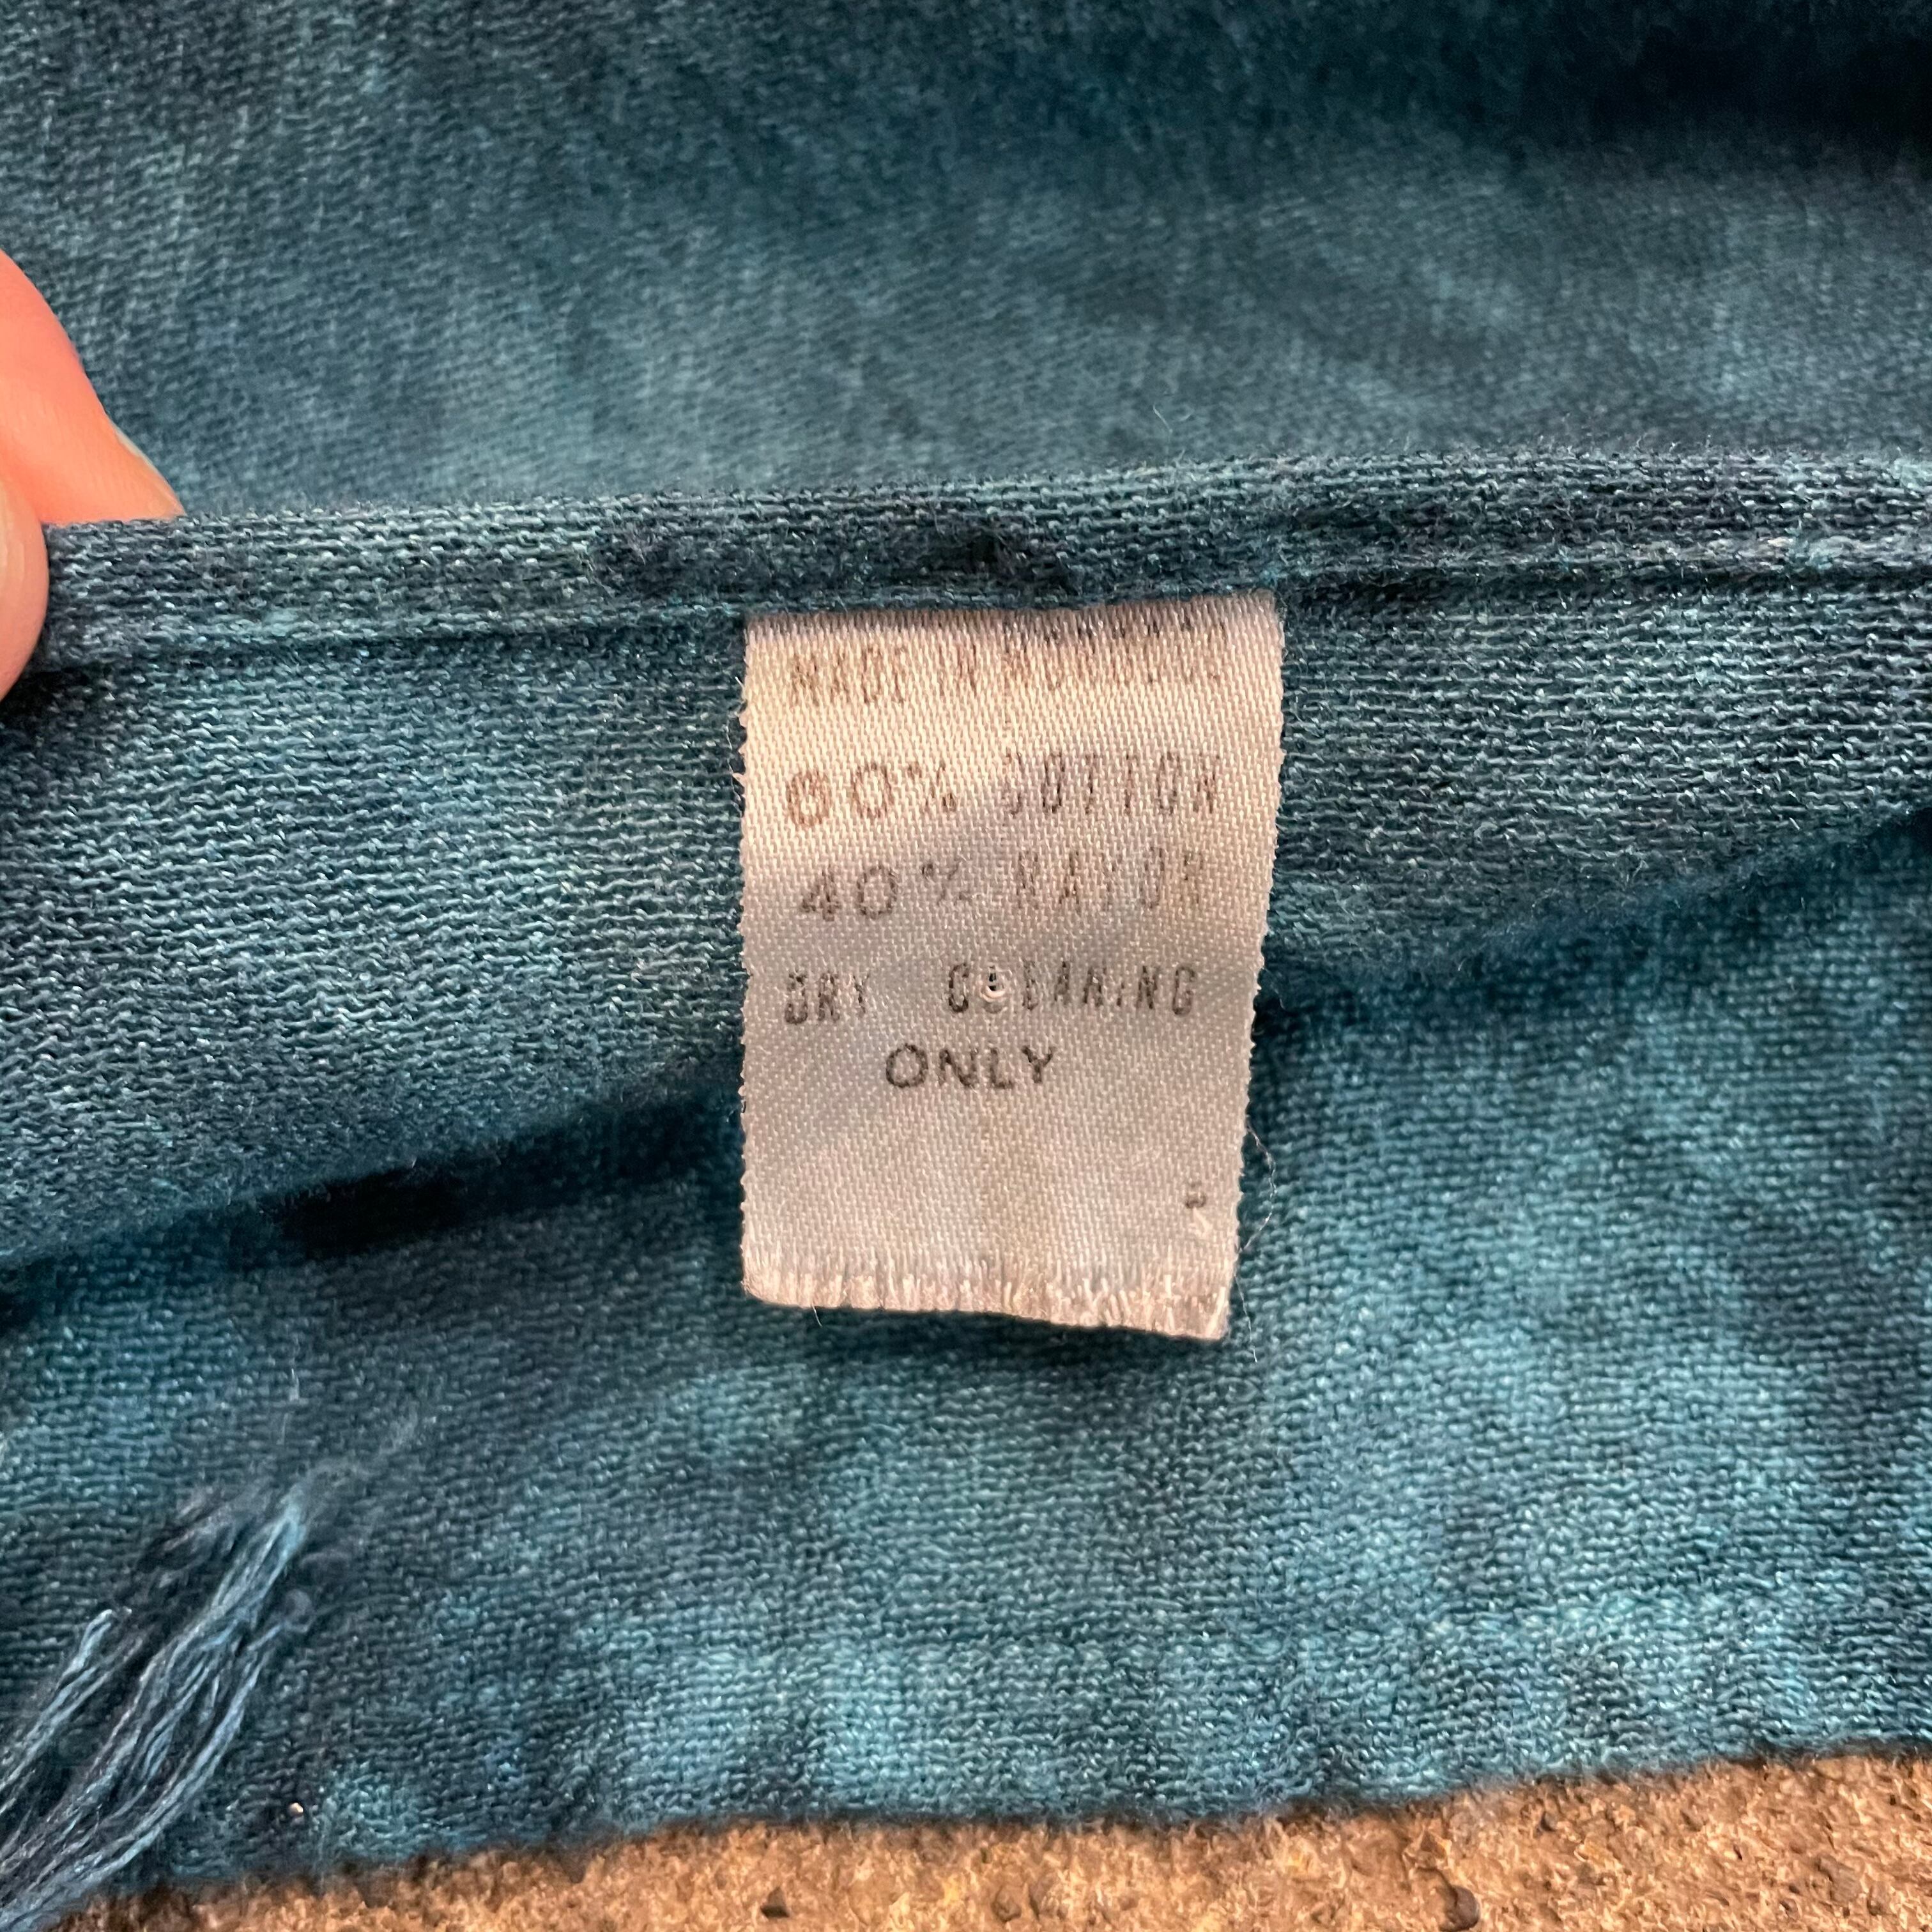 MADE IN
60% COTTON
40% RAYON
DRY CLEANING
ONLY